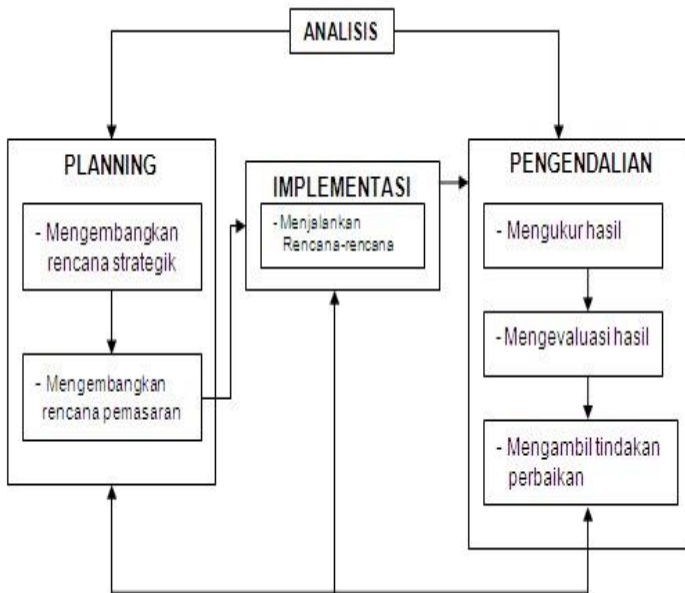 ANALISIS
PLANNING
- Mengembangkan
rencana strategik
- Mengembangkan
rencana pemasaran
IMPLEMENTASI
- Menjalankan
Rencana-rencana
PENGENDALIAN
- Mengukur hasil
- Mengevaluasi hasil
- Mengambil tindakan
perbaikan